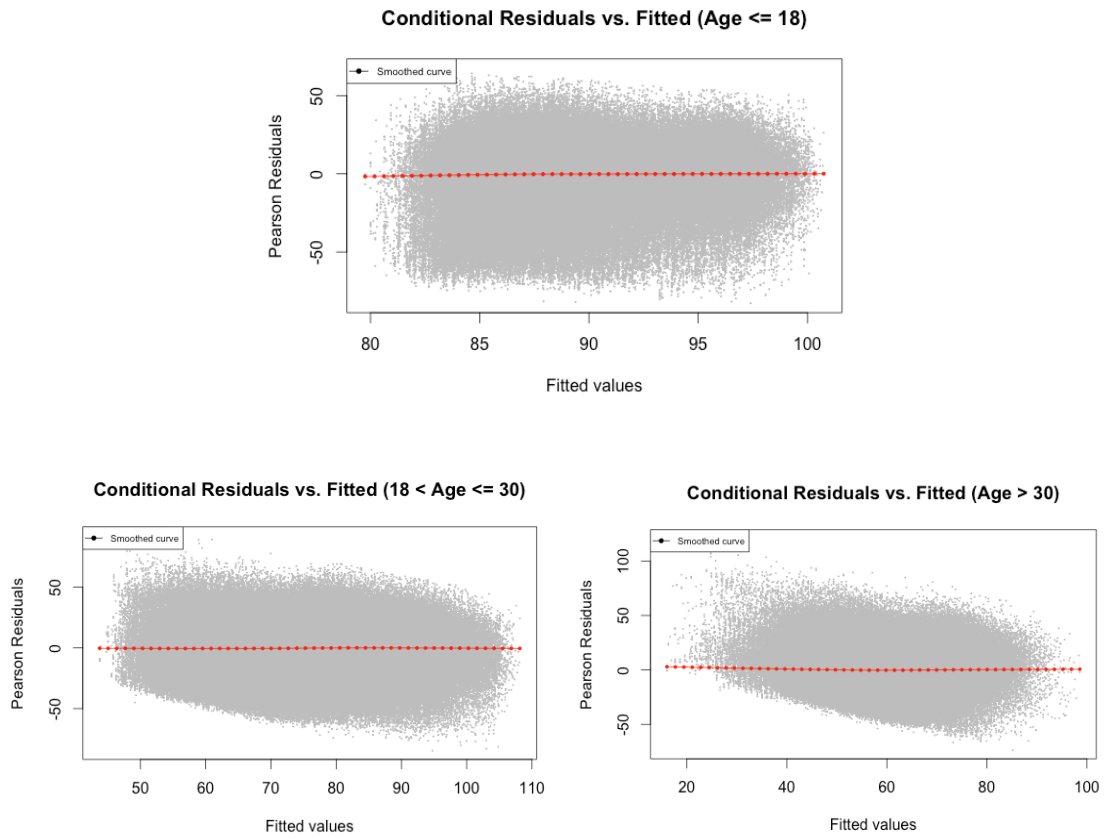 Conditional Residuals vs. Fitted (Age <= 18)
Smoothed curve
50
0
-50
Pearson Residuals
80 85 90 95 100
Fitted values
Conditional Residuals vs. Fitted (18 < Age <= 30)
Smoothed curve
50
0
-50
Pearson Residuals
50 60 70 80 90 100 110
Fitted values
Conditional Residuals vs. Fitted (Age > 30)
Smoothed curve
100
50
0
-50
Pearson Residuals
20 40 60 80 100
Fitted values